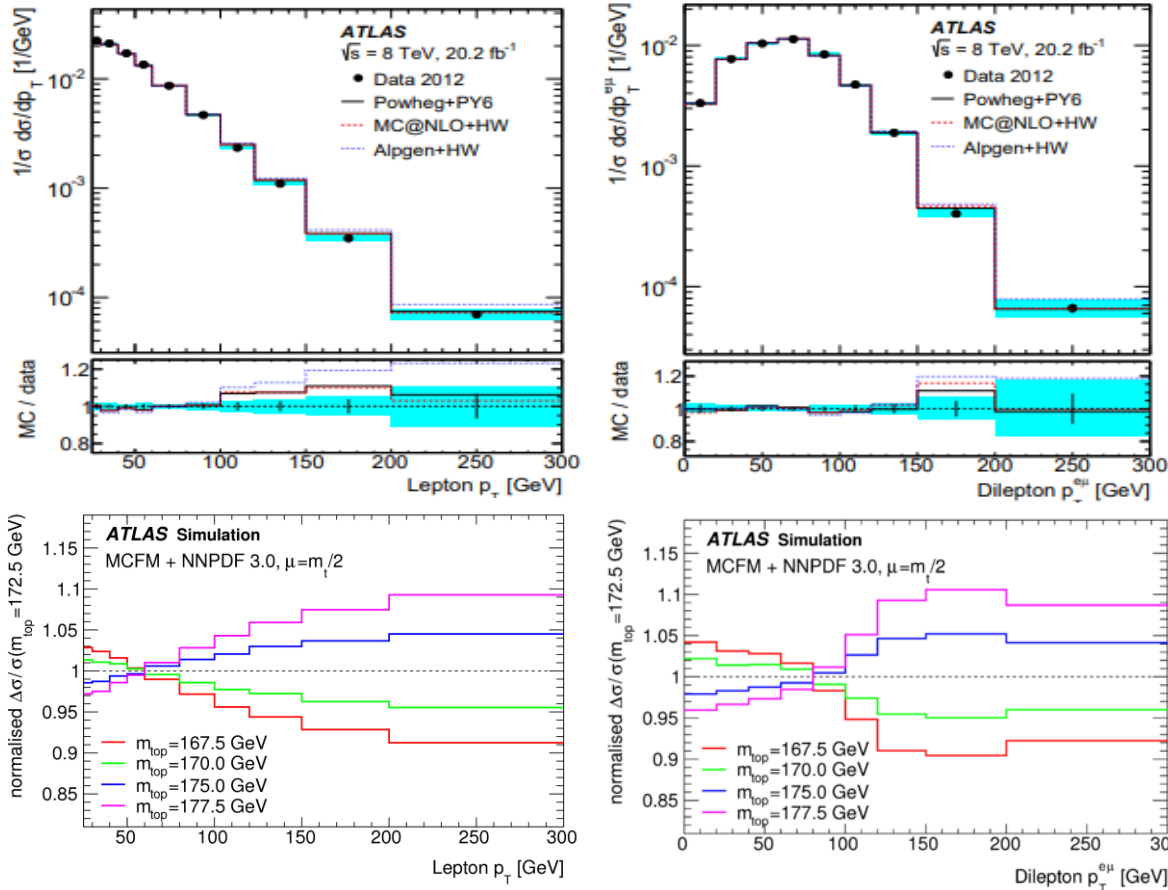 ATLAS
√s = 8 TeV, 20.2 fb⁻¹
Data 2012
Powheg+PY6
MC@NLO+HW
Alpgen+HW
1/σ dσ/dp_T [1/GeV]
10⁻²
10⁻³
10⁻⁴
MC / data
1.2
1
0.8
50 100 150 200 250 300
Lepton p_T [GeV]
ATLAS
√s = 8 TeV, 20.2 fb⁻¹
Data 2012
Powheg+PY6
MC@NLO+HW
Alpgen+HW
1/σ dσ/dp_T^eμ [1/GeV]
10⁻²
10⁻³
10⁻⁴
MC / data
1.2
1
0.8
0 50 100 150 200 250 300
Dilepton p_T^eμ [GeV]
ATLAS Simulation
MCFM + NNPDF 3.0, μ=m_t/2
normalised Δσ/σ(m_top=172.5 GeV)
1.15
1.1
1.05
1
0.95
0.9
0.85
m_top=167.5 GeV
m_top=170.0 GeV
m_top=175.0 GeV
m_top=177.5 GeV
50 100 150 200 250 300
Lepton p_T [GeV]
ATLAS Simulation
MCFM + NNPDF 3.0, μ=m_t/2
normalised Δσ/σ(m_top=172.5 GeV)
1.15
1.1
1.05
1
0.95
0.9
0.85
m_top=167.5 GeV
m_top=170.0 GeV
m_top=175.0 GeV
m_top=177.5 GeV
0 50 100 150 200 250 300
Dilepton p_T^eμ [GeV]